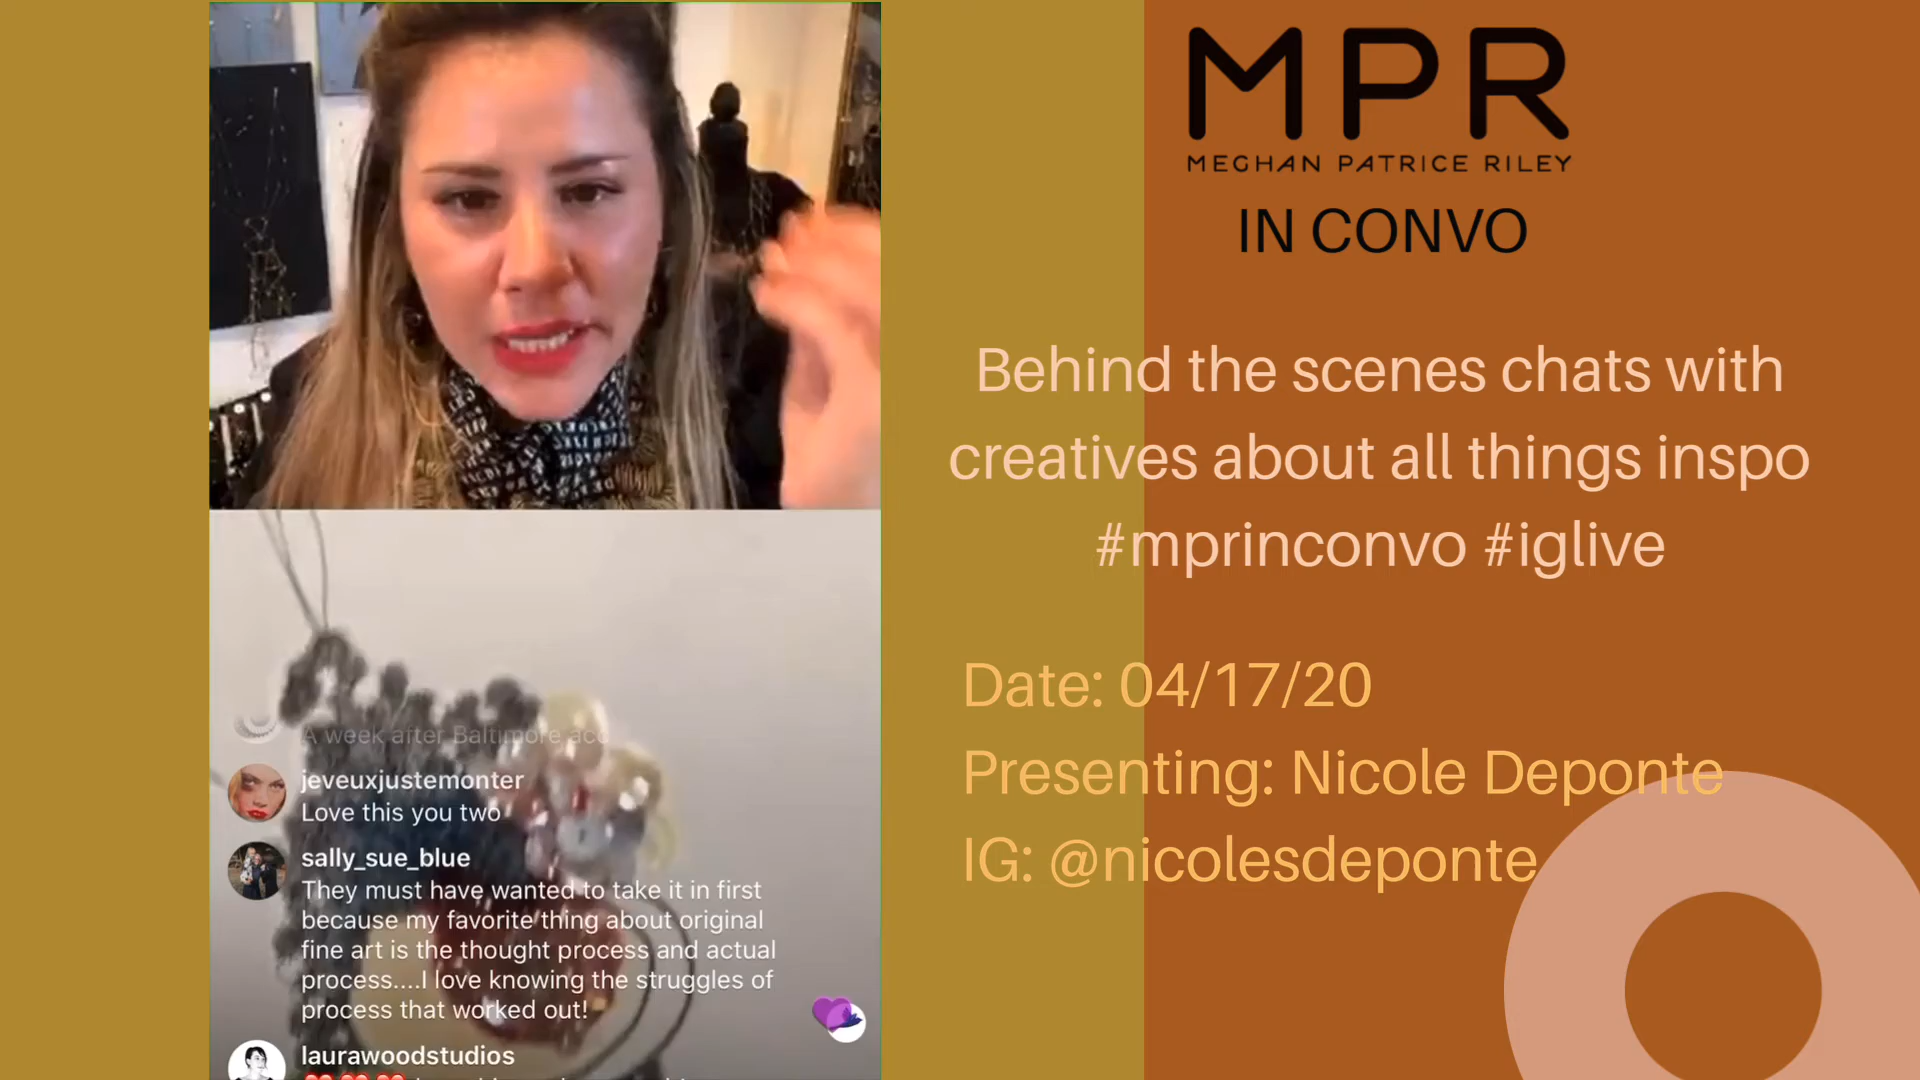 MPR
MEGHAN PATRICE RILEY
IN CONVO
Behind the scenes chats with
creatives about all things inspo
#mprinconvo #iglive
Date: 04/17/20
Presenting: Nicole Deponte
IG: @nicolesdeponte
A week after Baltimore acc
jeveuxjustemonter
Love this you two
sally_sue_blue
They must have wanted to take it in first
because my favorite thing about original
fine art is the thought process and actual
process....I love knowing the struggles of
process that worked out!
laurawoodstudios